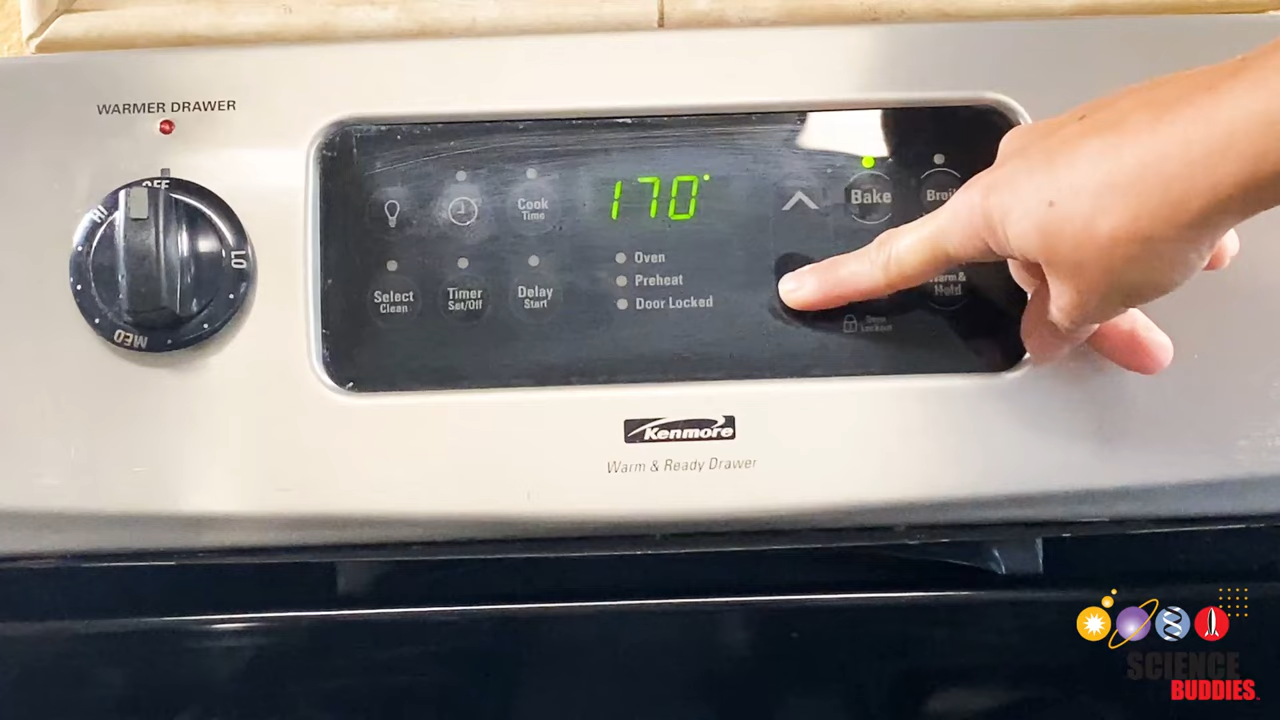 WARMER DRAWER
OFF
HI
LO
MED
170°
Cook
Time
Bake
Oven
Preheat
Door Locked
Select
Clean
Timer
Set/Off
Delay
Start
Warm &
Hold
Kenmore
Warm & Ready Drawer
SCIENCE
BUDDIES